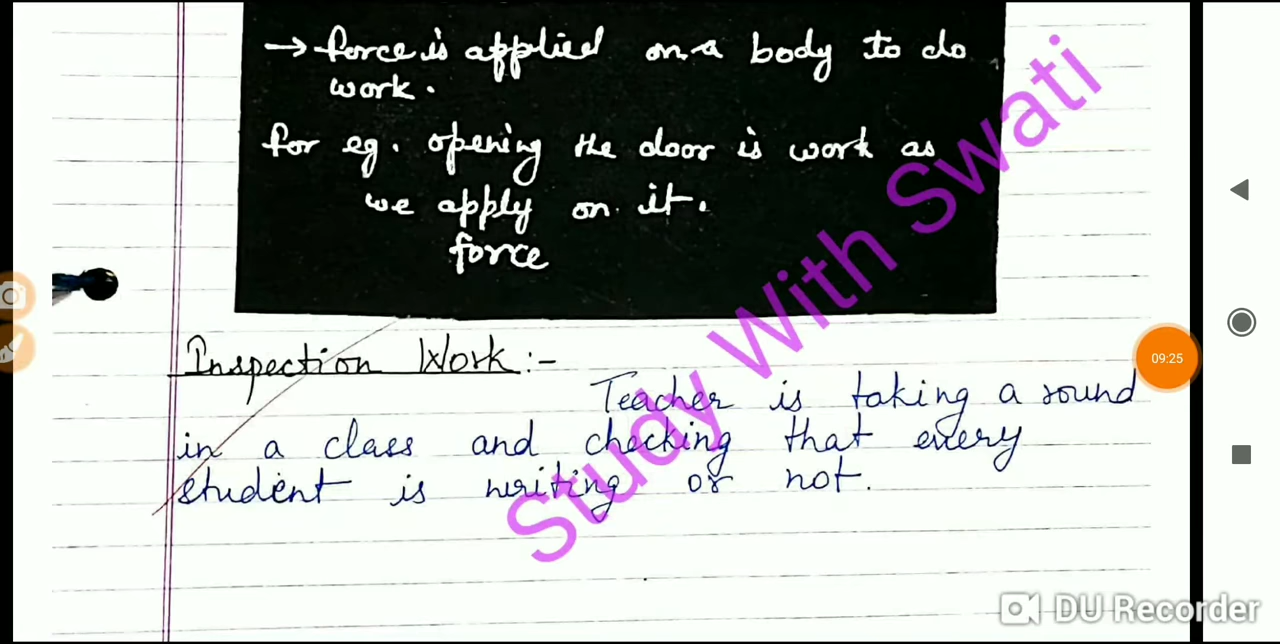 → force is applied on a body to do
work.
for eg. opening the door is work as
we apply on it.
force
Inspection Work :-
Teacher is taking a round
in a class and checking that every
student is writing or not.
Study With Swati
09:25
DU Recorder